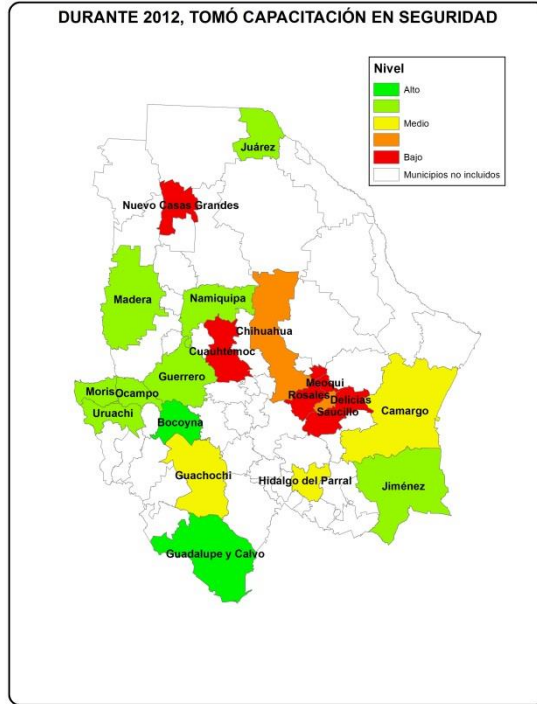 DURANTE 2012, TOMÓ CAPACITACIÓN EN SEGURIDAD
Nivel
Alto
Medio
Bajo
Municipios no incluidos
Juárez
Nuevo Casas Grandes
Madera
Namiquipa
Chihuahua
Cuauhtemoc
Guerrero
Meoqui
Rosales
Delicias
Saucillo
Moris
Ocampo
Camargo
Uruachi
Bocoyna
Guachochi
Hidalgo del Parral
Jiménez
Guadalupe y Calvo